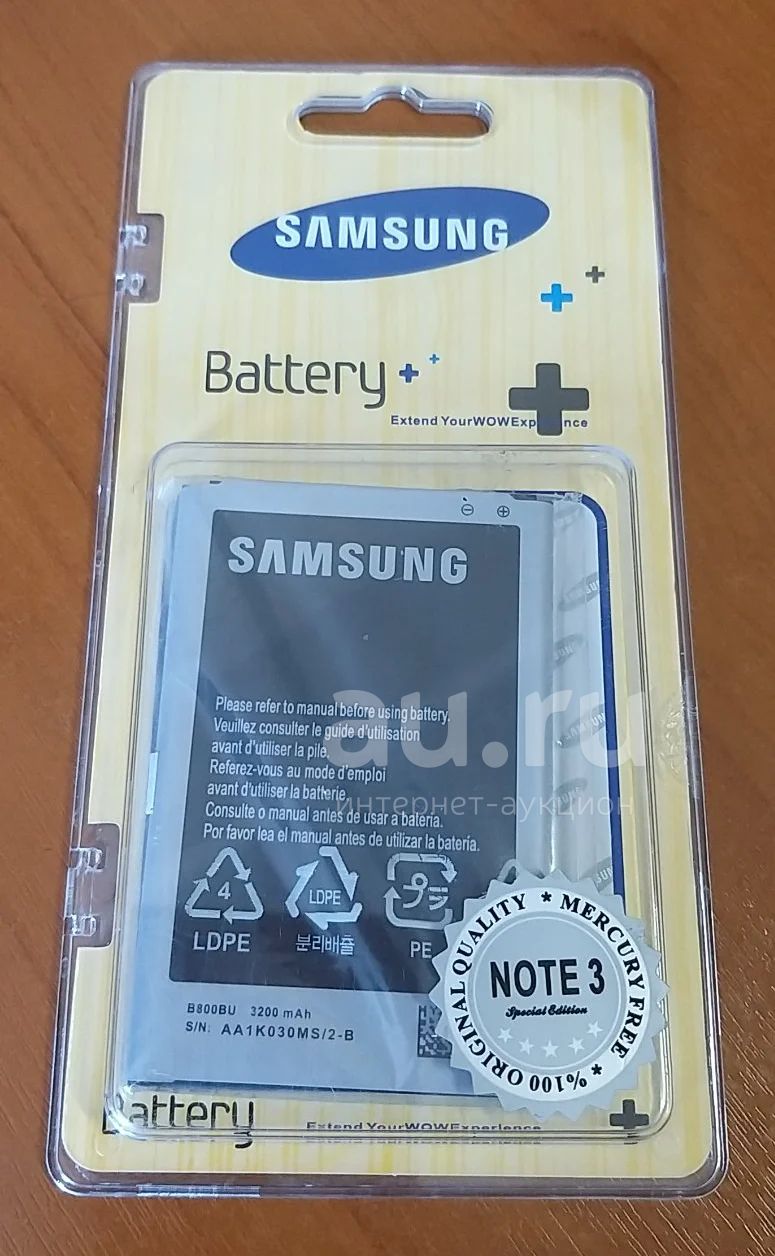 SAMSUNG
Battery
Extend YourWOWExperience
SAMSUNG
Please refer to manual before using battery.
Veuillez consulter le guide d'utilisation
avant d'utiliser la pile.
Referez-vous au mode d'emploi
avant d'utiliser la batterie.
Consulte o manual antes de usar a bateria.
Por favor lea el manual antes de utilizar la batería.
au.ru
интернет-аукцион
4
LDPE
LDPE
분리배출
PE
B800BU 3200 mAh
S/N: AA1K030MS/2-B
%100 ORIGINAL QUALITY * MERCURY FREE *
NOTE 3
Special Edition
Battery
Extend YourWOWExperience
SAMSUNG